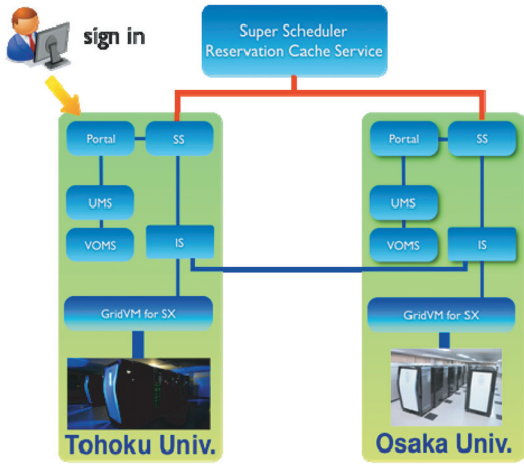 sign in
Super Scheduler
Reservation Cache Service
Portal
SS
UMS
VOMS
IS
GridVM for SX
Tohoku Univ.
Portal
SS
UMS
VOMS
IS
GridVM for SX
Osaka Univ.